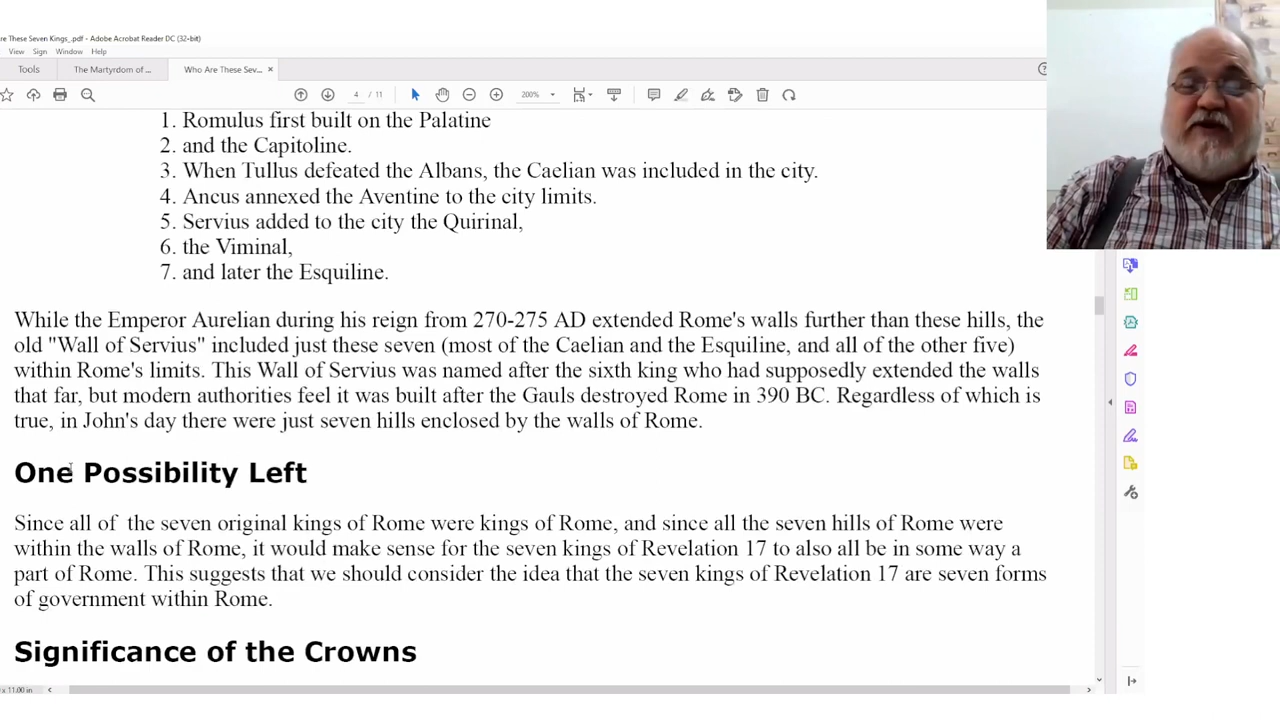 re These Seven Kings_.pdf - Adobe Acrobat Reader DC (32-bit)
View Sign Window Help
Tools The Martyrdom of ... Who Are These Sev... ×
4 / 11 200%
1. Romulus first built on the Palatine
2. and the Capitoline.
3. When Tullus defeated the Albans, the Caelian was included in the city.
4. Ancus annexed the Aventine to the city limits.
5. Servius added to the city the Quirinal,
6. the Viminal,
7. and later the Esquiline.
While the Emperor Aurelian during his reign from 270-275 AD extended Rome's walls further than these hills, the
old "Wall of Servius" included just these seven (most of the Caelian and the Esquiline, and all of the other five)
within Rome's limits. This Wall of Servius was named after the sixth king who had supposedly extended the walls
that far, but modern authorities feel it was built after the Gauls destroyed Rome in 390 BC. Regardless of which is
true, in John's day there were just seven hills enclosed by the walls of Rome.
One Possibility Left
Since all of the seven original kings of Rome were kings of Rome, and since all the seven hills of Rome were
within the walls of Rome, it would make sense for the seven kings of Revelation 17 to also all be in some way a
part of Rome. This suggests that we should consider the idea that the seven kings of Revelation 17 are seven forms
of government within Rome.
Significance of the Crowns
x 11.00 in